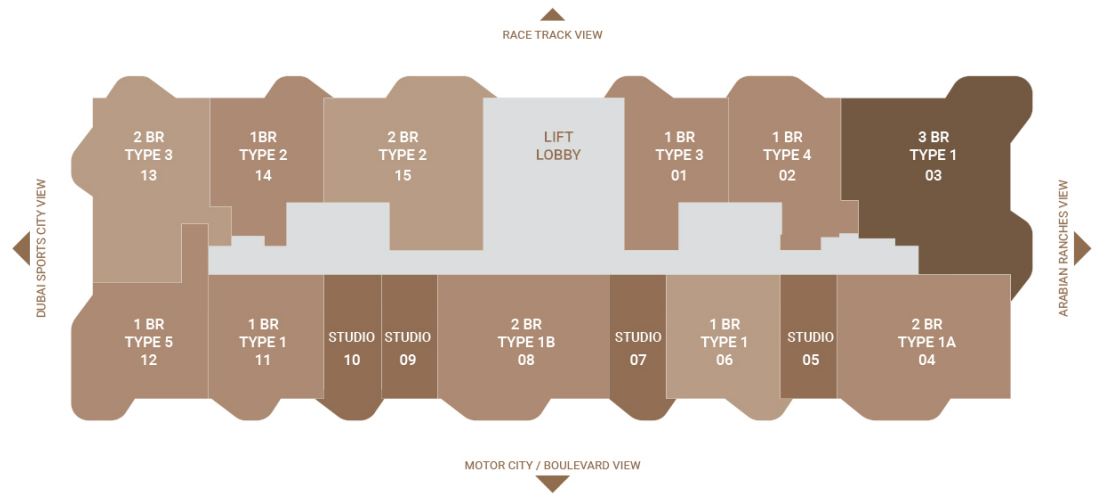 RACE TRACK VIEW
2 BR
TYPE 3
13
1BR
TYPE 2
14
2 BR
TYPE 2
15
LIFT
LOBBY
1 BR
TYPE 3
01
1 BR
TYPE 4
02
3 BR
TYPE 1
03
DUBAI SPORTS CITY VIEW
ARABIAN RANCHES VIEW
1 BR
TYPE 5
12
1 BR
TYPE 1
11
STUDIO
10
STUDIO
09
2 BR
TYPE 1B
08
STUDIO
07
1 BR
TYPE 1
06
STUDIO
05
2 BR
TYPE 1A
04
MOTOR CITY / BOULEVARD VIEW